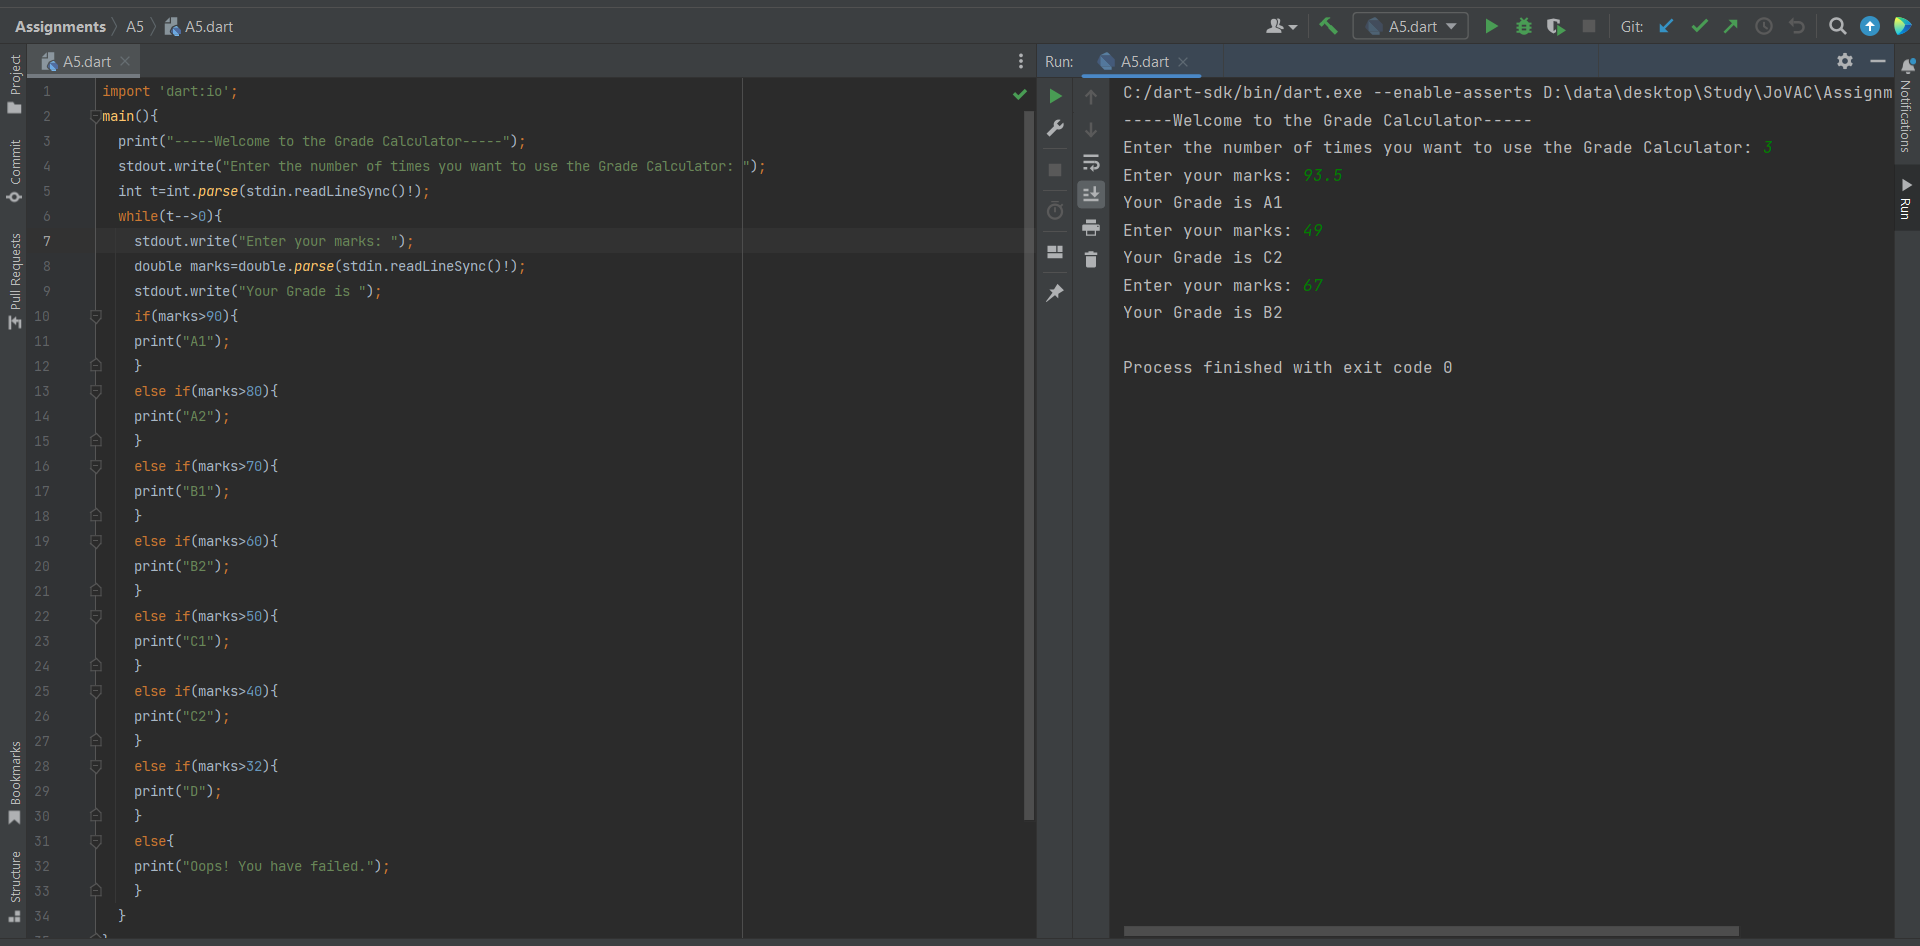 Assignments A5 A5.dart
A5.dart Git:
A5.dart
Run: A5.dart
Project
Commit
Pull Requests
Bookmarks
Structure
Notifications
Run
1 import 'dart:io';
2 main(){
3 print("-----Welcome to the Grade Calculator-----");
4 stdout.write("Enter the number of times you want to use the Grade Calculator: ");
5 int t=int.parse(stdin.readLineSync()!);
6 while(t-->0){
7 stdout.write("Enter your marks: ");
8 double marks=double.parse(stdin.readLineSync()!);
9 stdout.write("Your Grade is ");
10 if(marks>90){
11 print("A1");
12 }
13 else if(marks>80){
14 print("A2");
15 }
16 else if(marks>70){
17 print("B1");
18 }
19 else if(marks>60){
20 print("B2");
21 }
22 else if(marks>50){
23 print("C1");
24 }
25 else if(marks>40){
26 print("C2");
27 }
28 else if(marks>32){
29 print("D");
30 }
31 else{
32 print("Oops! You have failed.");
33 }
34 }
C:/dart-sdk/bin/dart.exe --enable-asserts D:\data\desktop\Study\JoVAC\Assignm
-----Welcome to the Grade Calculator-----
Enter the number of times you want to use the Grade Calculator: 3
Enter your marks: 93.5
Your Grade is A1
Enter your marks: 49
Your Grade is C2
Enter your marks: 67
Your Grade is B2
Process finished with exit code 0